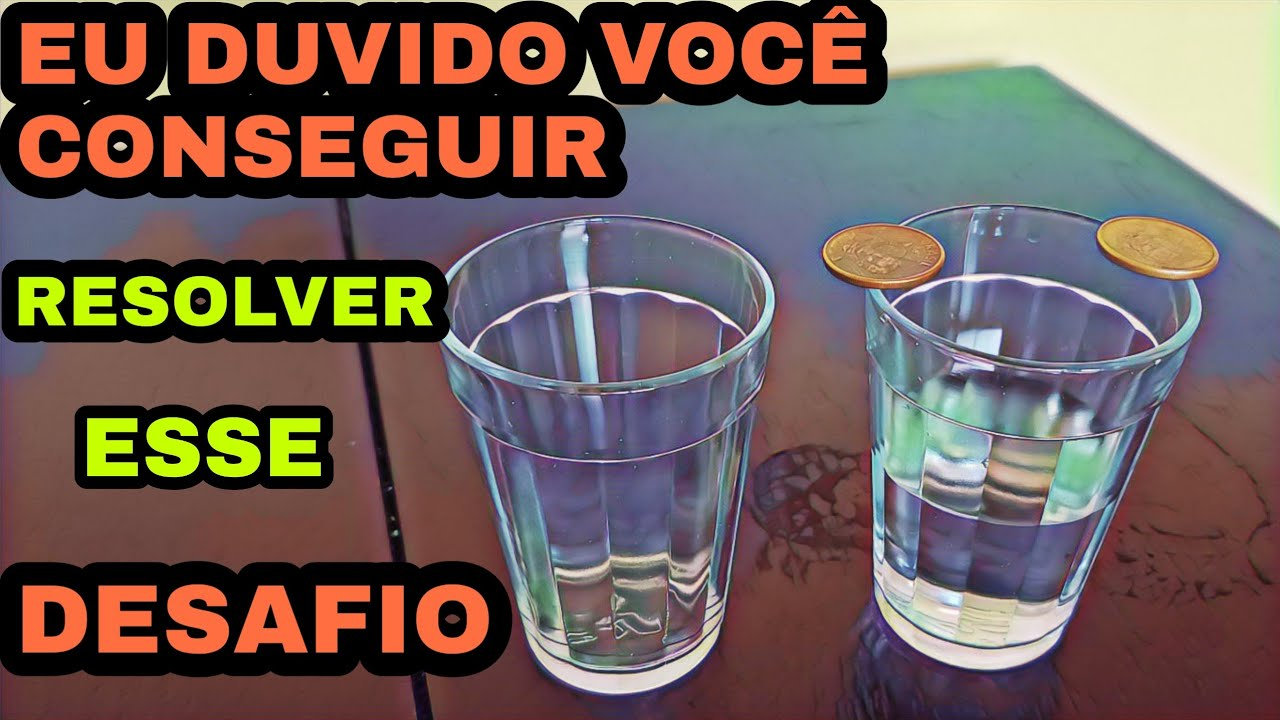 EU DUVIDO VOCÊ
CONSEGUIR
RESOLVER
ESSE
DESAFIO